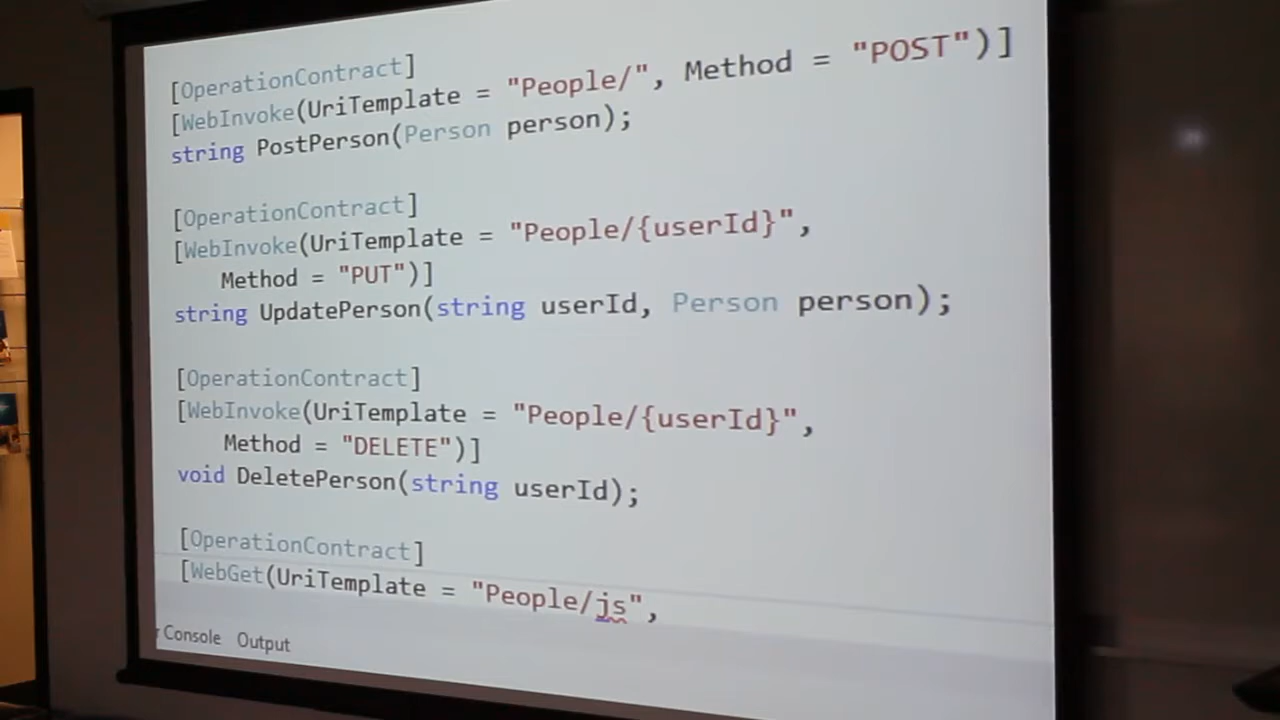 [OperationContract]
[WebInvoke(UriTemplate = "People/", Method = "POST")]
string PostPerson(Person person);
[OperationContract]
[WebInvoke(UriTemplate = "People/{userId}",
Method = "PUT")]
string UpdatePerson(string userId, Person person);
[OperationContract]
[WebInvoke(UriTemplate = "People/{userId}",
Method = "DELETE")]
void DeletePerson(string userId);
[OperationContract]
[WebGet(UriTemplate = "People/js",
Console Output